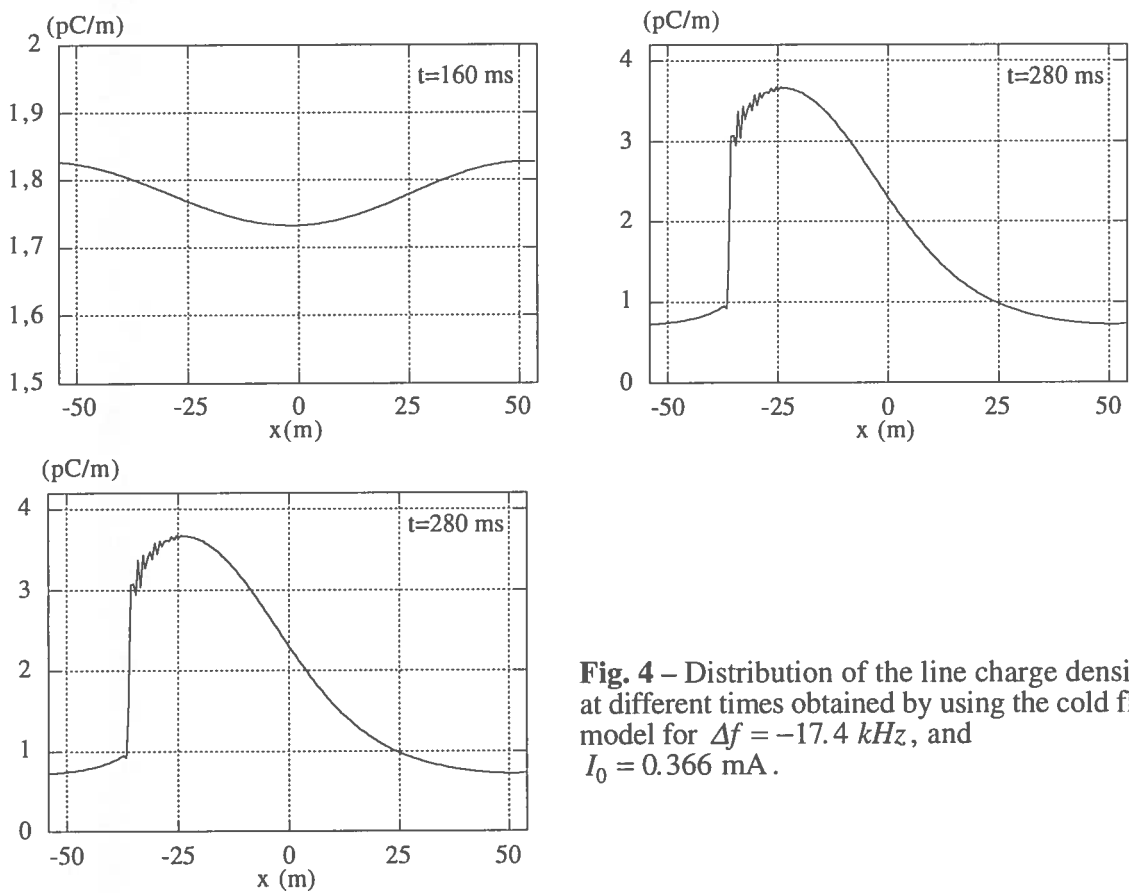 (pC/m)
2
1,9
1,8
1,7
1,6
1,5
t=160 ms
-50 -25 0 25 50
x(m)
(pC/m)
4
3
2
1
0
t=280 ms
-50 -25 0 25 50
x (m)
(pC/m)
4
3
2
1
0
t=280 ms
-50 -25 0 25 50
x (m)
Fig. 4 – Distribution of the line charge densi
at different times obtained by using the cold f
model for Δf = −17.4 kHz, and
I₀ = 0.366 mA.